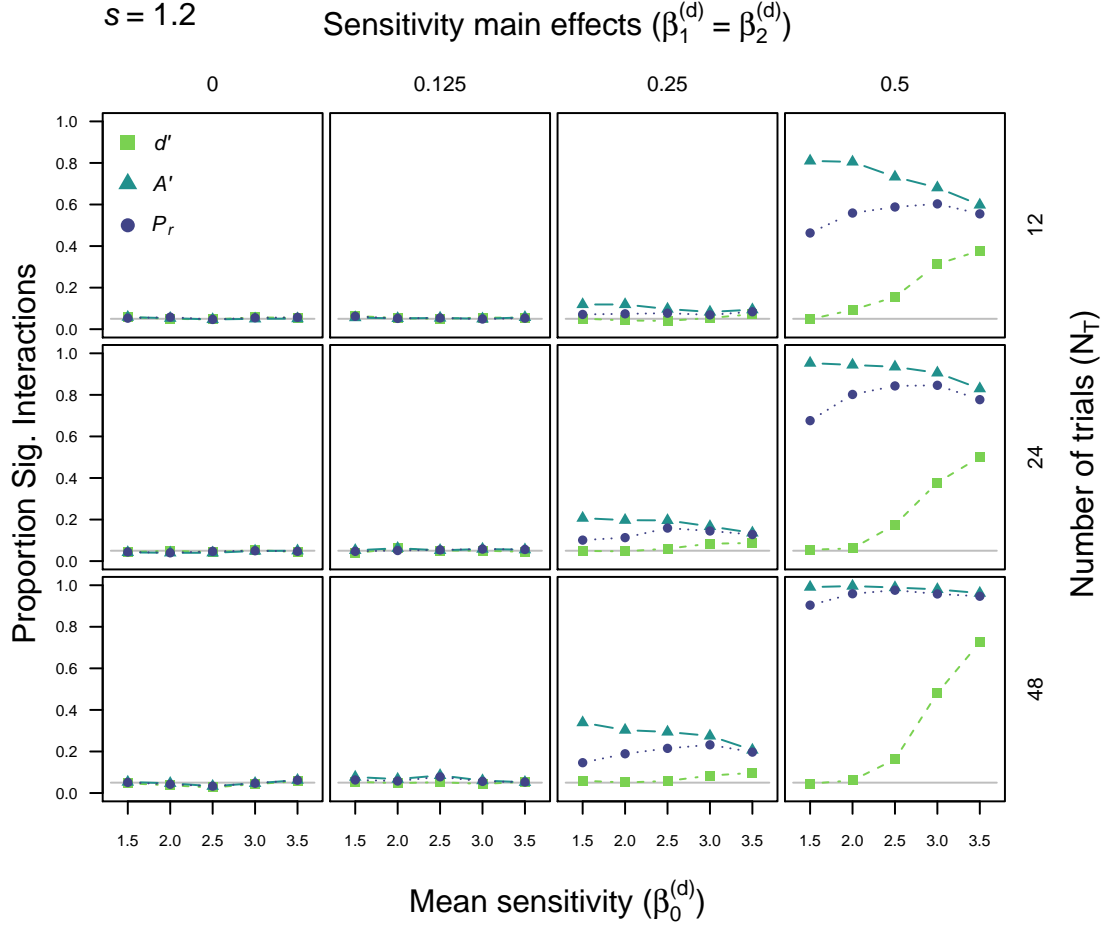 s = 1.2
Sensitivity main effects (β₁⁽ᵈ⁾ = β₂⁽ᵈ⁾)
0 0.125 0.25 0.5
d′
A′
Pᵣ
1.0
0.8
0.6
0.4
0.2
0.0
12
1.0
0.8
0.6
0.4
0.2
0.0
24
1.0
0.8
0.6
0.4
0.2
0.0
48
Proportion Sig. Interactions
Number of trials (N_T)
1.5 2.0 2.5 3.0 3.5 1.5 2.0 2.5 3.0 3.5 1.5 2.0 2.5 3.0 3.5 1.5 2.0 2.5 3.0 3.5
Mean sensitivity (β₀⁽ᵈ⁾)